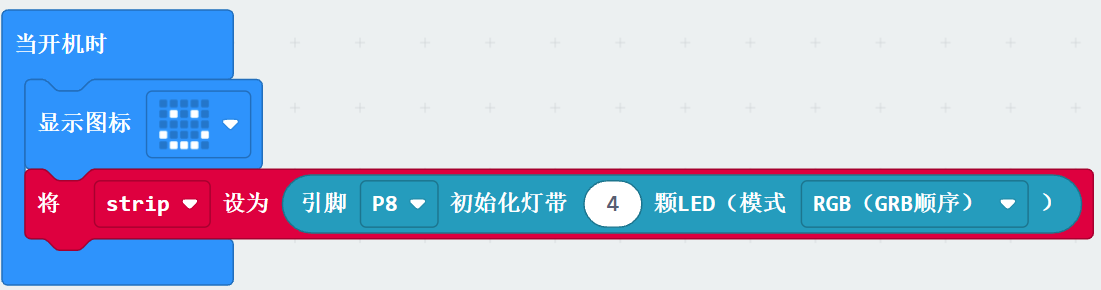 当开机时
显示图标
将 strip 设为 引脚 P8 初始化灯带 4 颗LED（模式 RGB（GRB顺序） ）